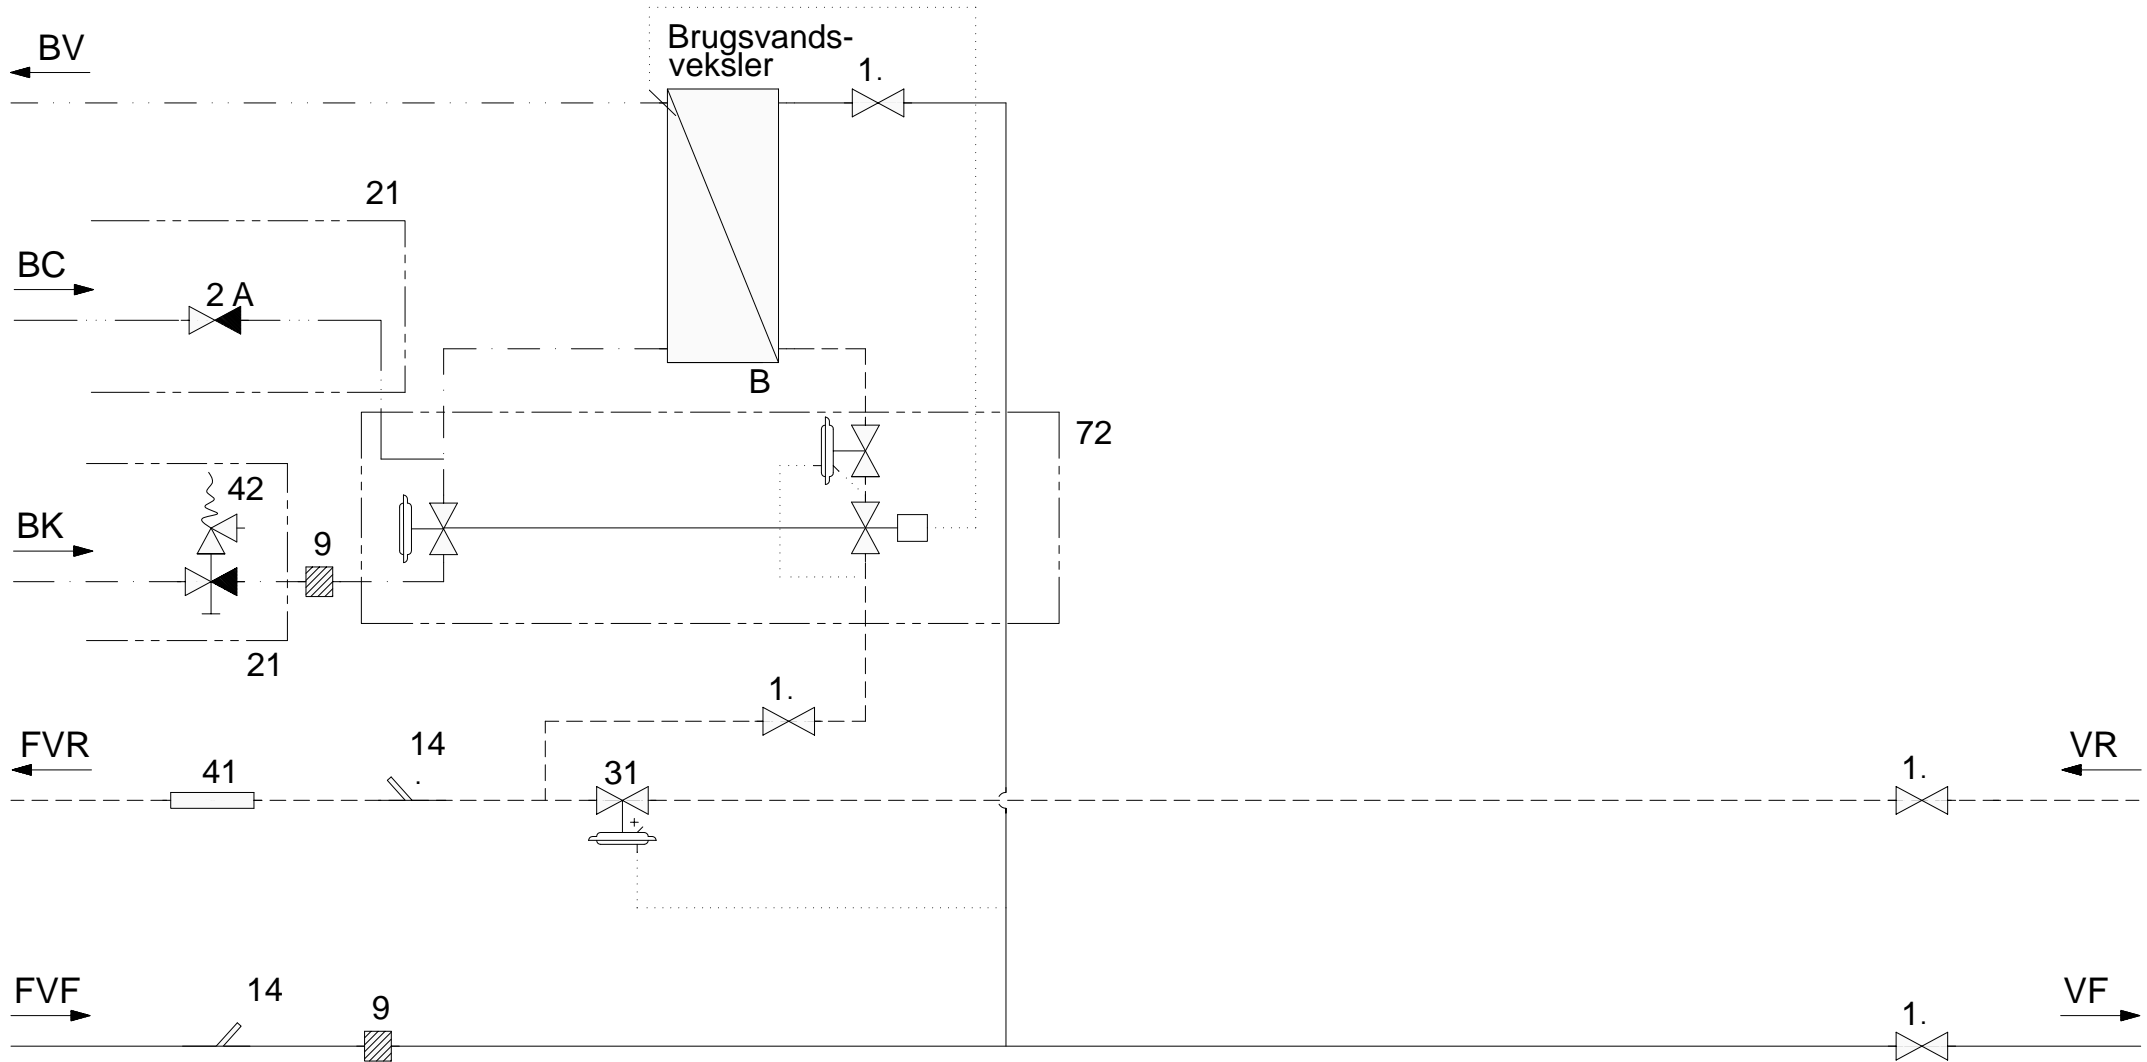 Brugsvands-
veksler
BV
1.
21
BC
2 A
B
72
42
BK
9
21
1.
FVR
41
14
31
1.
VR
+
FVF
14
9
1.
VF